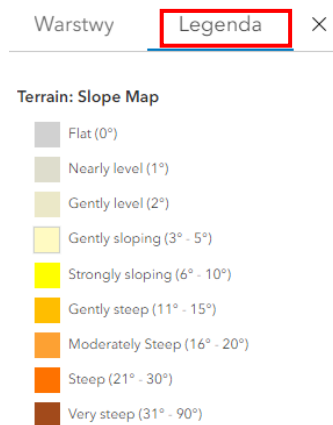 Warstwy Legenda ×
Terrain: Slope Map
Flat (0°)
Nearly level (1°)
Gently level (2°)
Gently sloping (3° - 5°)
Strongly sloping (6° - 10°)
Gently steep (11° - 15°)
Moderately Steep (16° - 20°)
Steep (21° - 30°)
Very steep (31° - 90°)